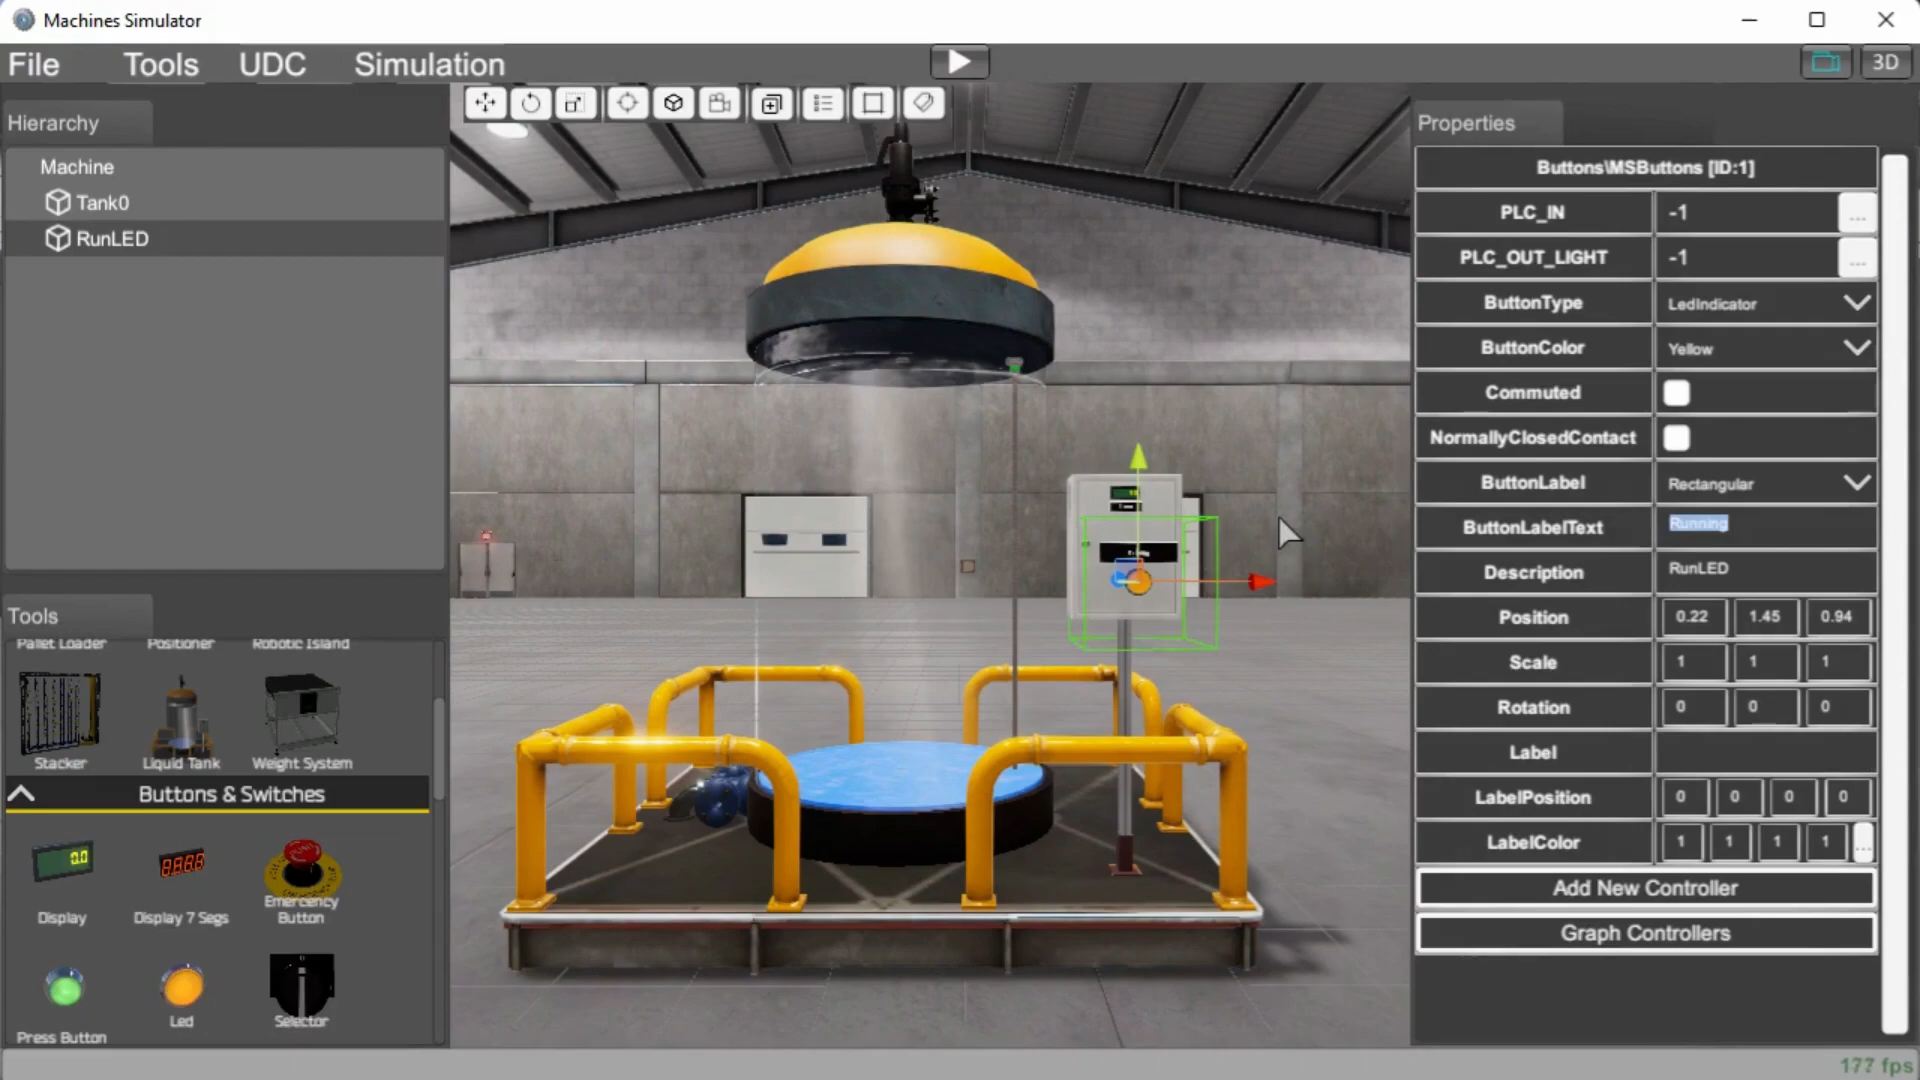 Machines Simulator
File Tools UDC Simulation
3D
Hierarchy
Machine
Tank0
RunLED
Tools
Pallet Loader Positioner Robotic Island
Stacker Liquid Tank Weight System
Buttons & Switches
Display Display 7 Segs Emercency Button
Press Button Led Selector
Properties
Buttons\MSButtons [ID:1]
PLC_IN -1 ...
PLC_OUT_LIGHT -1 ...
ButtonType LedIndicator
ButtonColor Yellow
Commuted
NormallyClosedContact
ButtonLabel Rectangular
ButtonLabelText Running
Description RunLED
Position 0.22 1.45 0.94
Scale 1 1 1
Rotation 0 0 0
Label
LabelPosition 0 0 0 0
LabelColor 1 1 1 1 ...
Add New Controller
Graph Controllers
177 fps